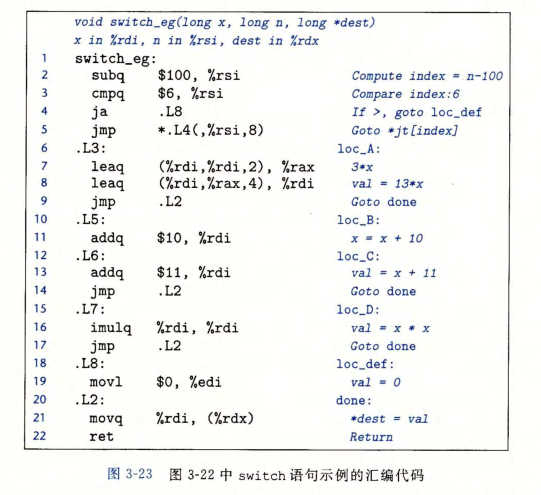 void switch_eg(long x, long n, long *dest)
x in %rdi, n in %rsi, dest in %rdx
1 switch_eg:
2 subq $100, %rsi Compute index = n-100
3 cmpq $6, %rsi Compare index:6
4 ja .L8 If >, goto loc_def
5 jmp *.L4(,%rsi,8) Goto *jt[index]
6 .L3: loc_A:
7 leaq (%rdi,%rdi,2), %rax 3*x
8 leaq (%rdi,%rax,4), %rdi val = 13*x
9 jmp .L2 Goto done
10 .L5: loc_B:
11 addq $10, %rdi x = x + 10
12 .L6: loc_C:
13 addq $11, %rdi val = x + 11
14 jmp .L2 Goto done
15 .L7: loc_D:
16 imulq %rdi, %rdi val = x * x
17 jmp .L2 Goto done
18 .L8: loc_def:
19 movl $0, %edi val = 0
20 .L2: done:
21 movq %rdi, (%rdx) *dest = val
22 ret Return
图 3-23 图 3-22 中 switch 语句示例的汇编代码